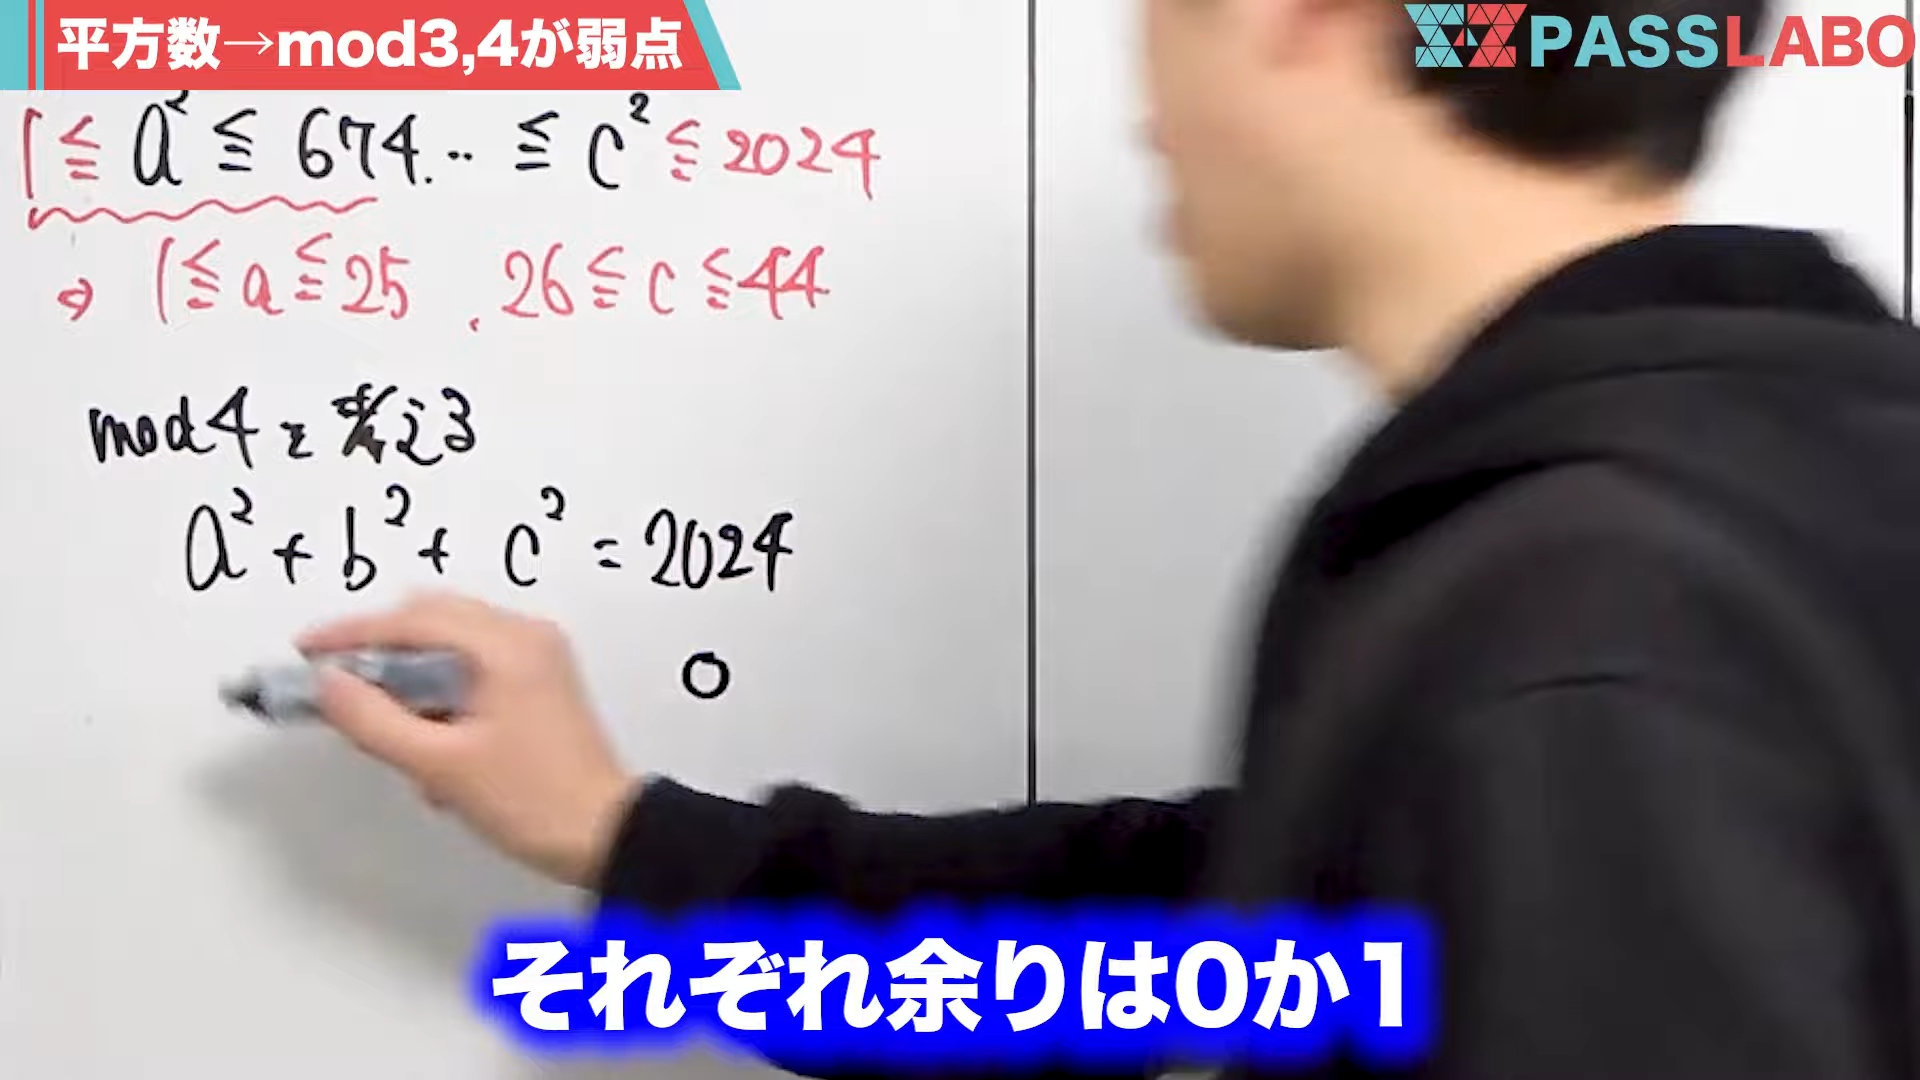 平方数→mod3,4が弱点
PASSLABO
1≦a²≦674‥≦c²≦2024
⇒ 1≦a≦25, 26≦c≦44
mod4で考える
a²+b²+c²=2024
0
それぞれ余りは0か1